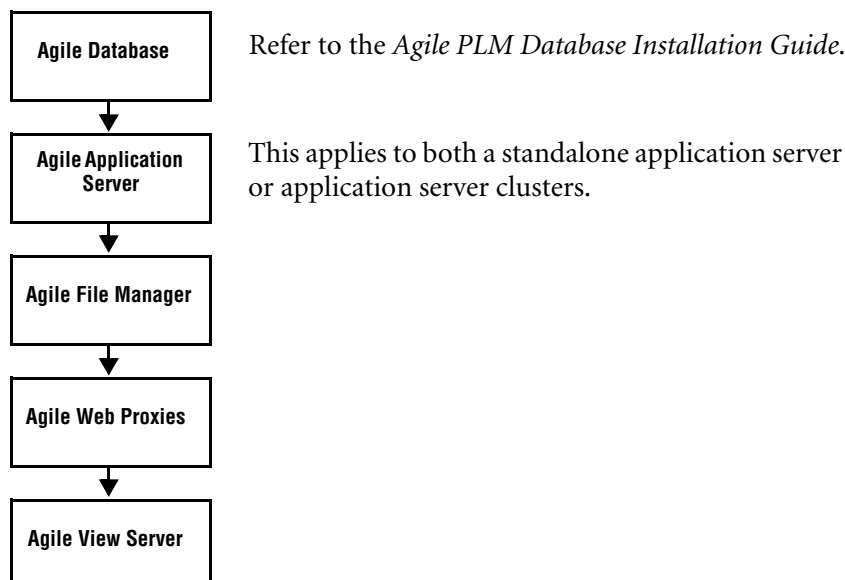 Agile Database
Refer to the Agile PLM Database Installation Guide.
Agile Application
Server
This applies to both a standalone application server
or application server clusters.
Agile File Manager
Agile Web Proxies
Agile View Server